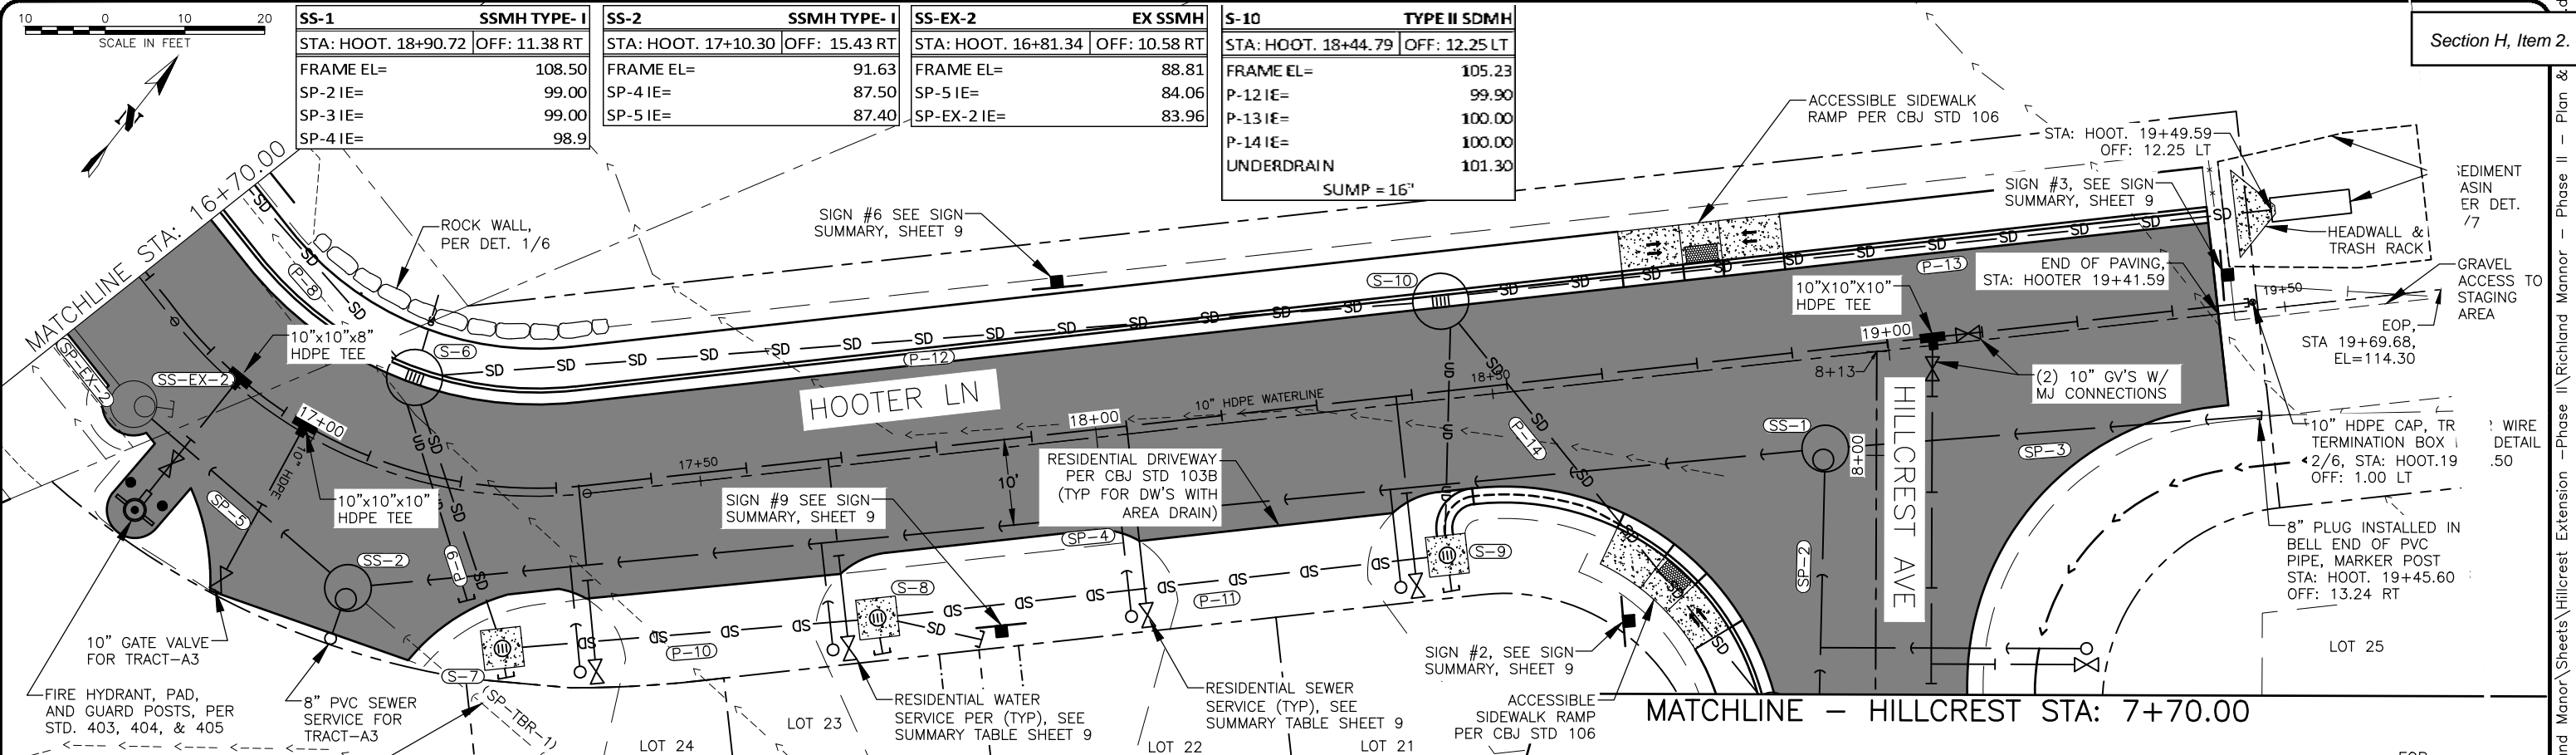 10 0 10 20
SCALE IN FEET
N
SS-1 SSMH TYPE- I
STA: HOOT. 18+90.72 OFF: 11.38 RT
FRAME EL= 108.50
SP-2 IE= 99.00
SP-3 IE= 99.00
SP-4 IE= 98.9
SS-2 SSMH TYPE- I
STA: HOOT. 17+10.30 OFF: 15.43 RT
FRAME EL= 91.63
SP-4 IE= 87.50
SP-5 IE= 87.40
SS-EX-2 EX SSMH
STA: HOOT. 16+81.34 OFF: 10.58 RT
FRAME EL= 88.81
SP-5 IE= 84.06
SP-EX-2 IE= 83.96
S-10 TYPE II SDMH
STA: HOOT. 18+44.79 OFF: 12.25 LT
FRAME EL= 105.23
P-12 IE= 99.90
P-13 IE= 100.00
P-14 IE= 100.00
UNDERDRAIN 101.30
SUMP = 16"
Section H, Item 2.
MATCHLINE STA: 16+70.00
ROCK WALL,
PER DET. 1/6
SIGN #6 SEE SIGN
SUMMARY, SHEET 9
ACCESSIBLE SIDEWALK
RAMP PER CBJ STD 106
STA: HOOT. 19+49.59
OFF: 12.25 LT
SIGN #3, SEE SIGN
SUMMARY, SHEET 9
EDIMENT
ASIN
ER DET.
/7
HEADWALL &
TRASH RACK
END OF PAVING,
STA: HOOTER 19+41.59
GRAVEL
ACCESS TO
STAGING
AREA
EOP,
STA 19+69.68,
EL=114.30
10"X10"X10"
HDPE TEE
(2) 10" GV'S W/
MJ CONNECTIONS
10"x10"x8"
HDPE TEE
10"x10"x10"
HDPE TEE
P-8
S-6
P-12
S-10
P-13
SP-EX-2
SS-EX-2
17+00
10" HDPE
HOOTER LN
17+50
18+00
10" HDPE WATERLINE
18+50
19+00
19+50
8+13
8+00
HILLCREST AVE
SS-1
SP-3
SP-2
P-14
10'
RESIDENTIAL DRIVEWAY
PER CBJ STD 103B
(TYP FOR DW'S WITH
AREA DRAIN)
SIGN #9 SEE SIGN
SUMMARY, SHEET 9
SP-5
SS-2
P-9
SP-4
S-8
S-9
P-11
P-10
S-7
(SP-TBR-1)
10" HDPE CAP, TR WIRE
TERMINATION BOX DETAIL
2/6, STA: HOOT.19 .50
OFF: 1.00 LT
8" PLUG INSTALLED IN
BELL END OF PVC
PIPE, MARKER POST
STA: HOOT. 19+45.60
OFF: 13.24 RT
10" GATE VALVE
FOR TRACT-A3
FIRE HYDRANT, PAD,
AND GUARD POSTS, PER
STD. 403, 404, & 405
8" PVC SEWER
SERVICE FOR
TRACT-A3
RESIDENTIAL WATER
SERVICE PER (TYP), SEE
SUMMARY TABLE SHEET 9
RESIDENTIAL SEWER
SERVICE (TYP), SEE
SUMMARY TABLE SHEET 9
SIGN #2, SEE SIGN
SUMMARY, SHEET 9
ACCESSIBLE
SIDEWALK RAMP
PER CBJ STD 106
LOT 24
LOT 23
LOT 22
LOT 21
LOT 25
MATCHLINE – HILLCREST STA: 7+70.00